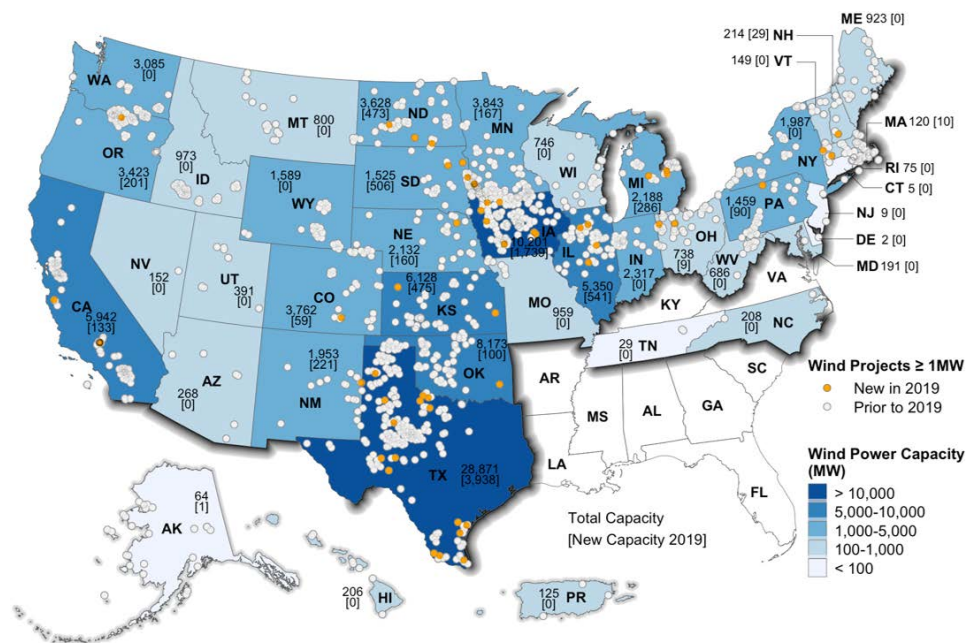 ME 923 [0]
214 [29] NH
149 [0] VT
WA
3,085
[0]
MT
800
[0]
3,628
[473]
ND
3,843
[167]
MN
1,987
[0]
NY
MA 120 [10]
RI 75 [0]
CT 5 [0]
NJ 9 [0]
DE 2 [0]
MD 191 [0]
OR
3,423
[201]
973
[0]
ID
1,589
[0]
WY
1,525
[506]
SD
746
[0]
WI
MI
2,188
[286]
1,459
[90]
PA
NV
152
[0]
UT
391
[0]
NE
2,132
[160]
IA
10,201
[1,739]
IL
5,350
[541]
IN
2,317
[0]
OH
738
[9]
WV
686
[0]
VA
CA
5,942
[133]
CO
3,762
[59]
6,128
[475]
KS
MO
959
[0]
KY
AZ
268
[0]
1,953
[221]
NM
8,173
[100]
OK
AR
29
[0]
TN
208
[0]
NC
SC
MS
AL
GA
TX
28,871
[3,938]
LA
FL
Wind Projects ≥ 1MW
New in 2019
Prior to 2019
Wind Power Capacity
(MW)
> 10,000
5,000-10,000
1,000-5,000
100-1,000
< 100
64
[1]
AK
206
[0]
HI
125
[0]
PR
Total Capacity
[New Capacity 2019]